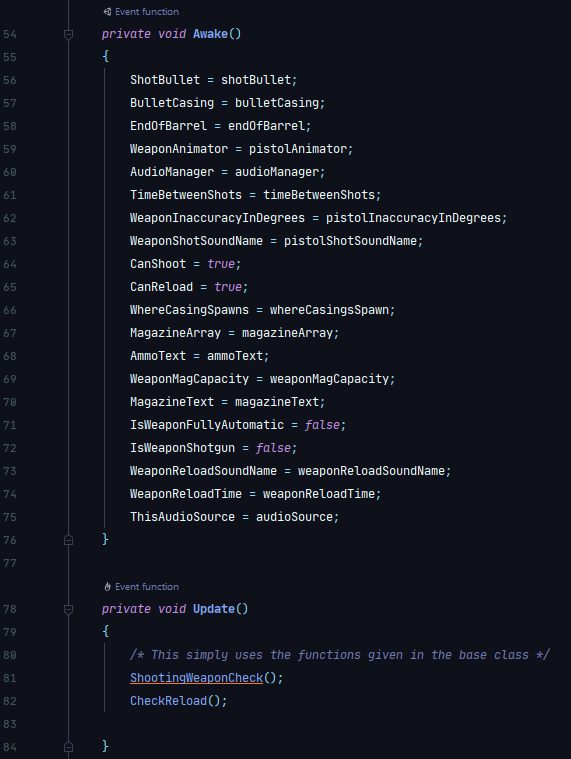 Event function
54 private void Awake()
55 {
56 ShotBullet = shotBullet;
57 BulletCasing = bulletCasing;
58 EndOfBarrel = endOfBarrel;
59 WeaponAnimator = pistolAnimator;
60 AudioManager = audioManager;
61 TimeBetweenShots = timeBetweenShots;
62 WeaponInaccuracyInDegrees = pistolInaccuracyInDegrees;
63 WeaponShotSoundName = pistolShotSoundName;
64 CanShoot = true;
65 CanReload = true;
66 WhereCasingSpawns = whereCasingsSpawn;
67 MagazineArray = magazineArray;
68 AmmoText = ammoText;
69 WeaponMagCapacity = weaponMagCapacity;
70 MagazineText = magazineText;
71 IsWeaponFullyAutomatic = false;
72 IsWeaponShotgun = false;
73 WeaponReloadSoundName = weaponReloadSoundName;
74 WeaponReloadTime = weaponReloadTime;
75 ThisAudioSource = audioSource;
76 }
77
Event function
78 private void Update()
79 {
80 /* This simply uses the functions given in the base class */
81 ShootingWeaponCheck();
82 CheckReload();
83
84 }